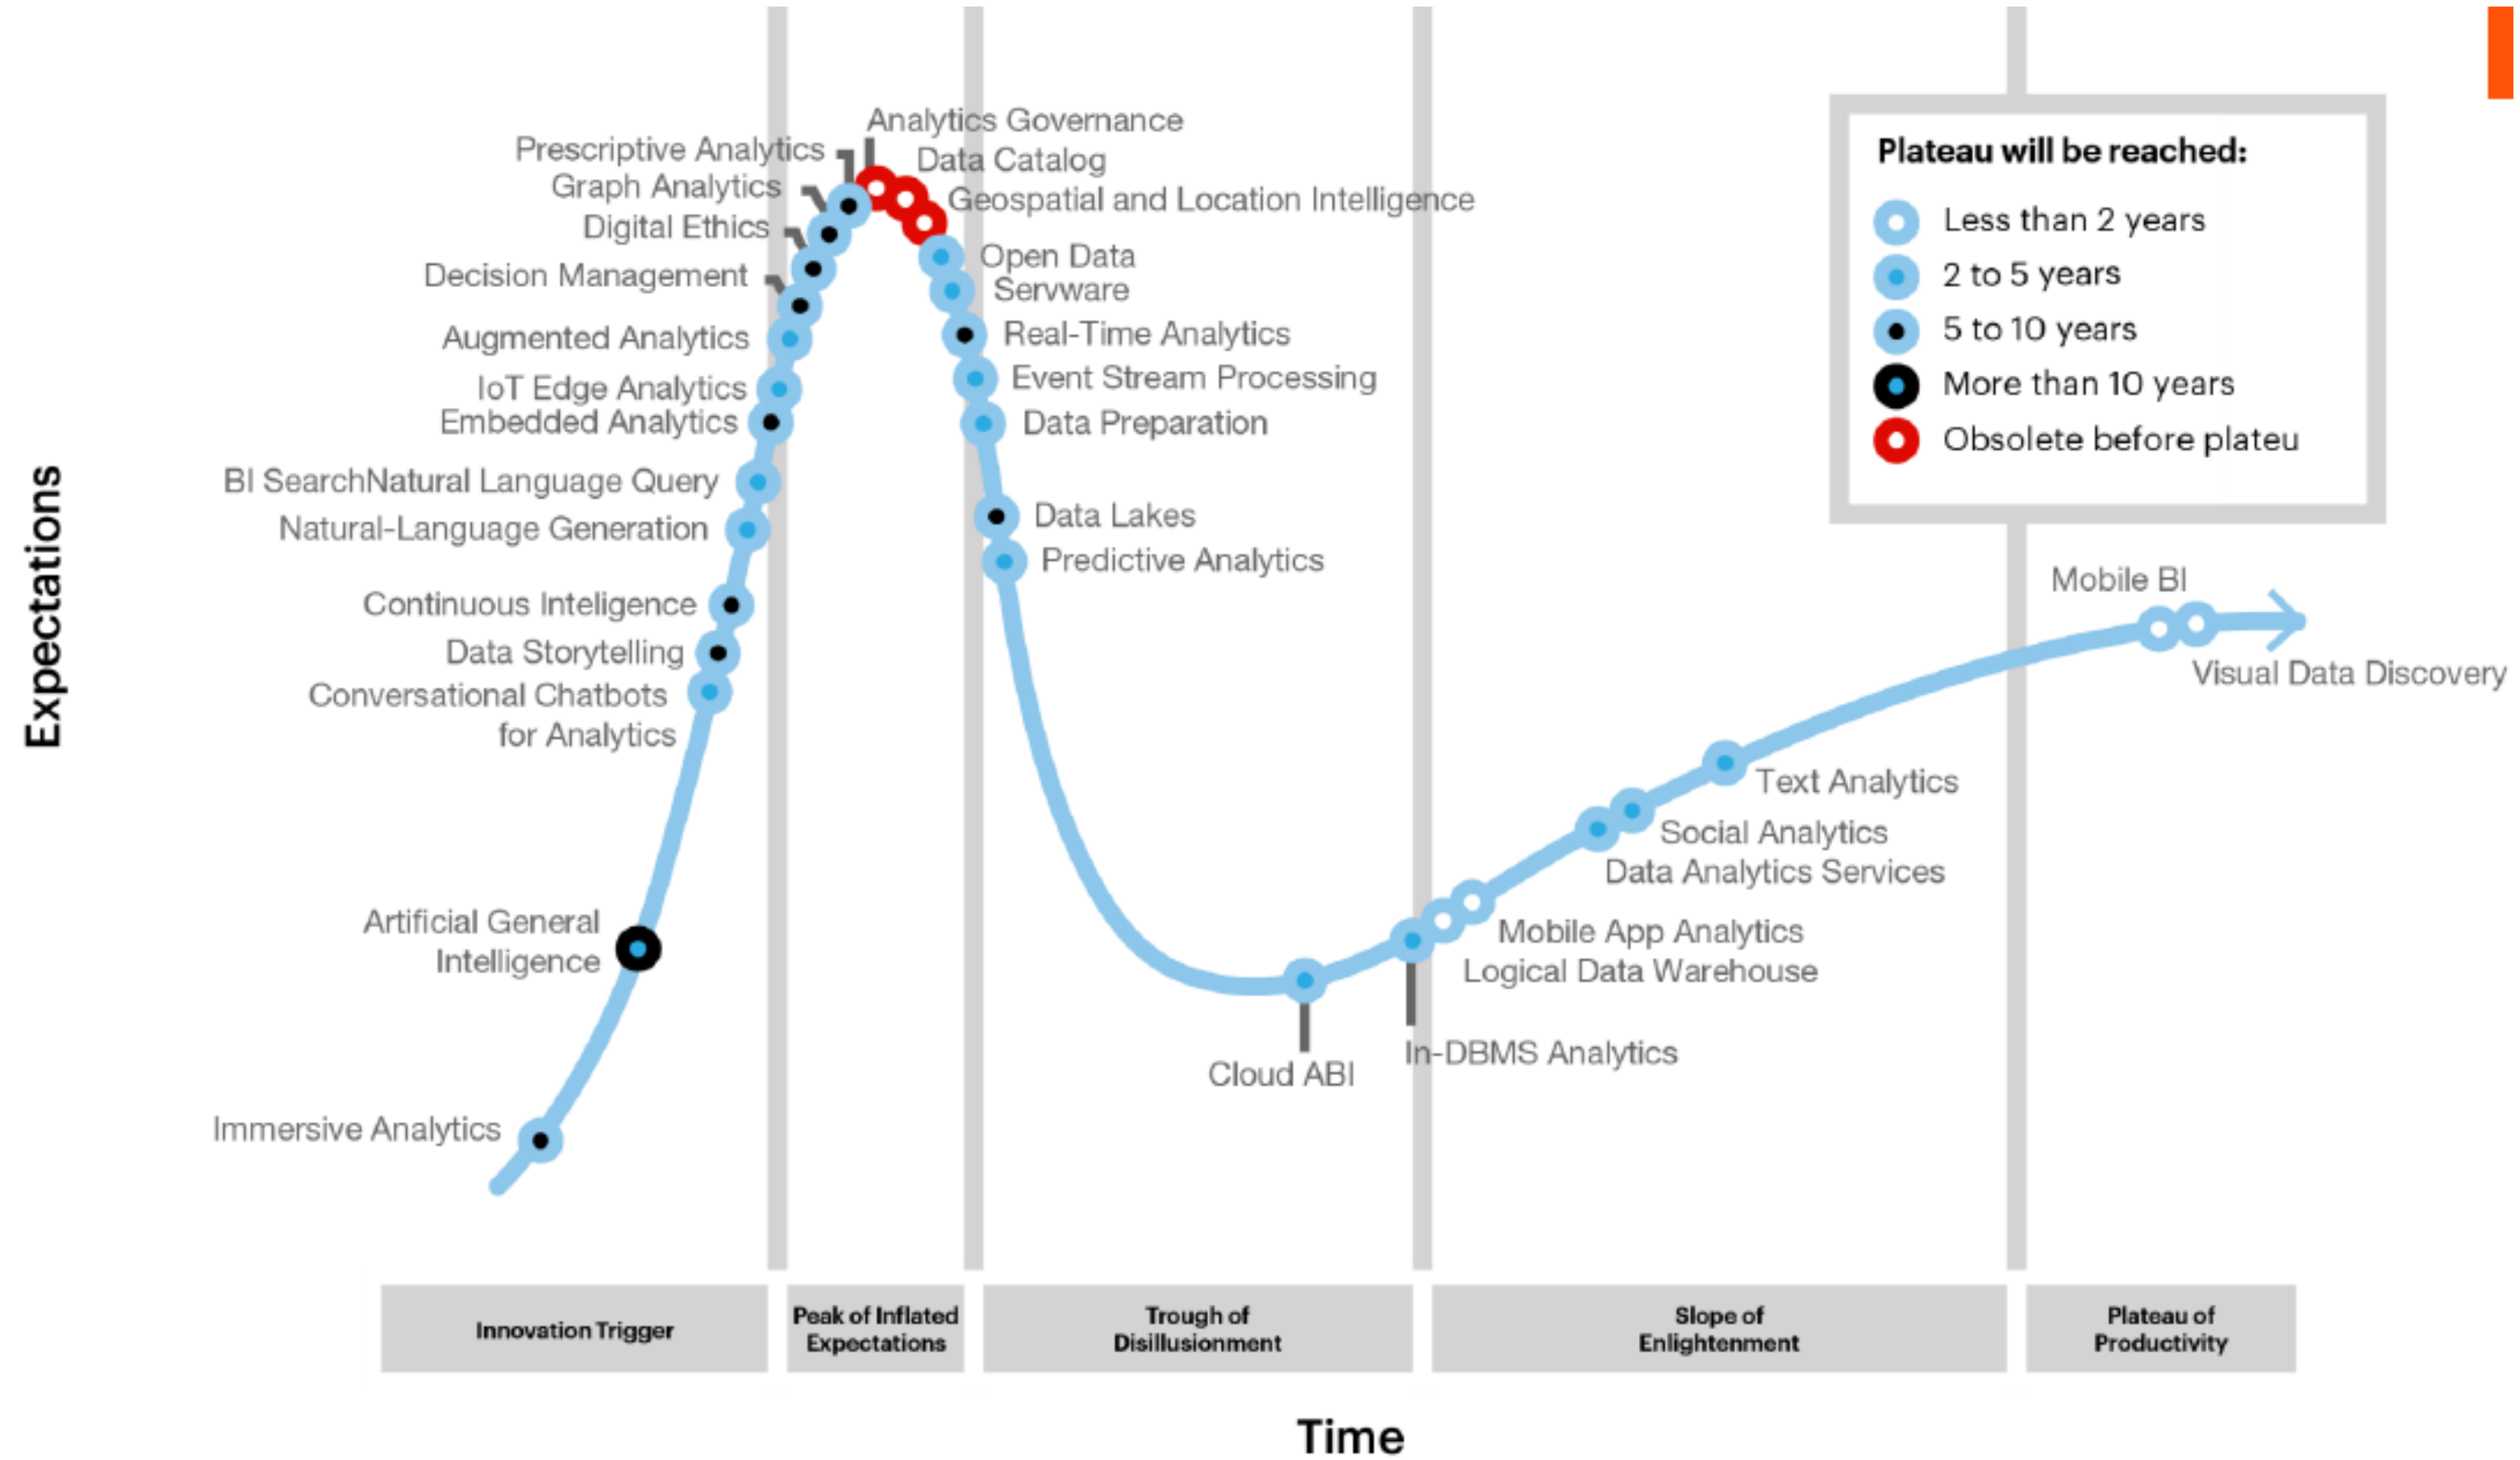 Analytics Governance
Prescriptive Analytics
Data Catalog
Graph Analytics
Geospatial and Location Intelligence
Digital Ethics
Open Data
Decision Management
Servware
Augmented Analytics
Real-Time Analytics
IoT Edge Analytics
Event Stream Processing
Embedded Analytics
Data Preparation
BI SearchNatural Language Query
Natural-Language Generation
Data Lakes
Predictive Analytics
Continuous Inteligence
Data Storytelling
Conversational Chatbots
for Analytics
Artificial General
Intelligence
Immersive Analytics
Cloud ABI
In-DBMS Analytics
Mobile App Analytics
Logical Data Warehouse
Social Analytics
Data Analytics Services
Text Analytics
Mobile BI
Visual Data Discovery
Plateau will be reached:
Less than 2 years
2 to 5 years
5 to 10 years
More than 10 years
Obsolete before plateu
Expectations
Innovation Trigger
Peak of Inflated
Expectations
Trough of
Disillusionment
Slope of
Enlightenment
Plateau of
Productivity
Time